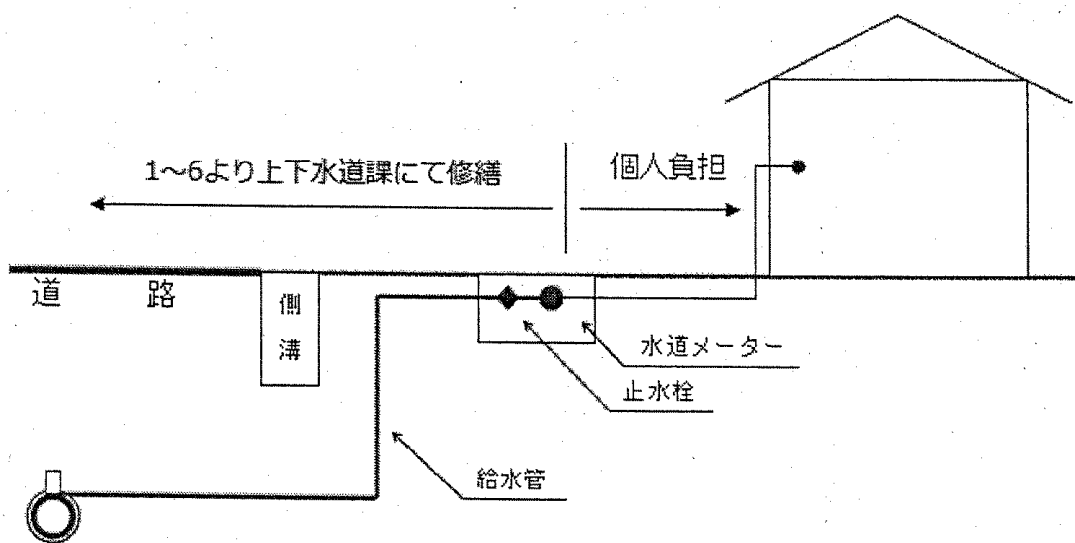 1～6より上下水道課にて修繕
個人負担
道路
側溝
水道メーター
止水栓
給水管